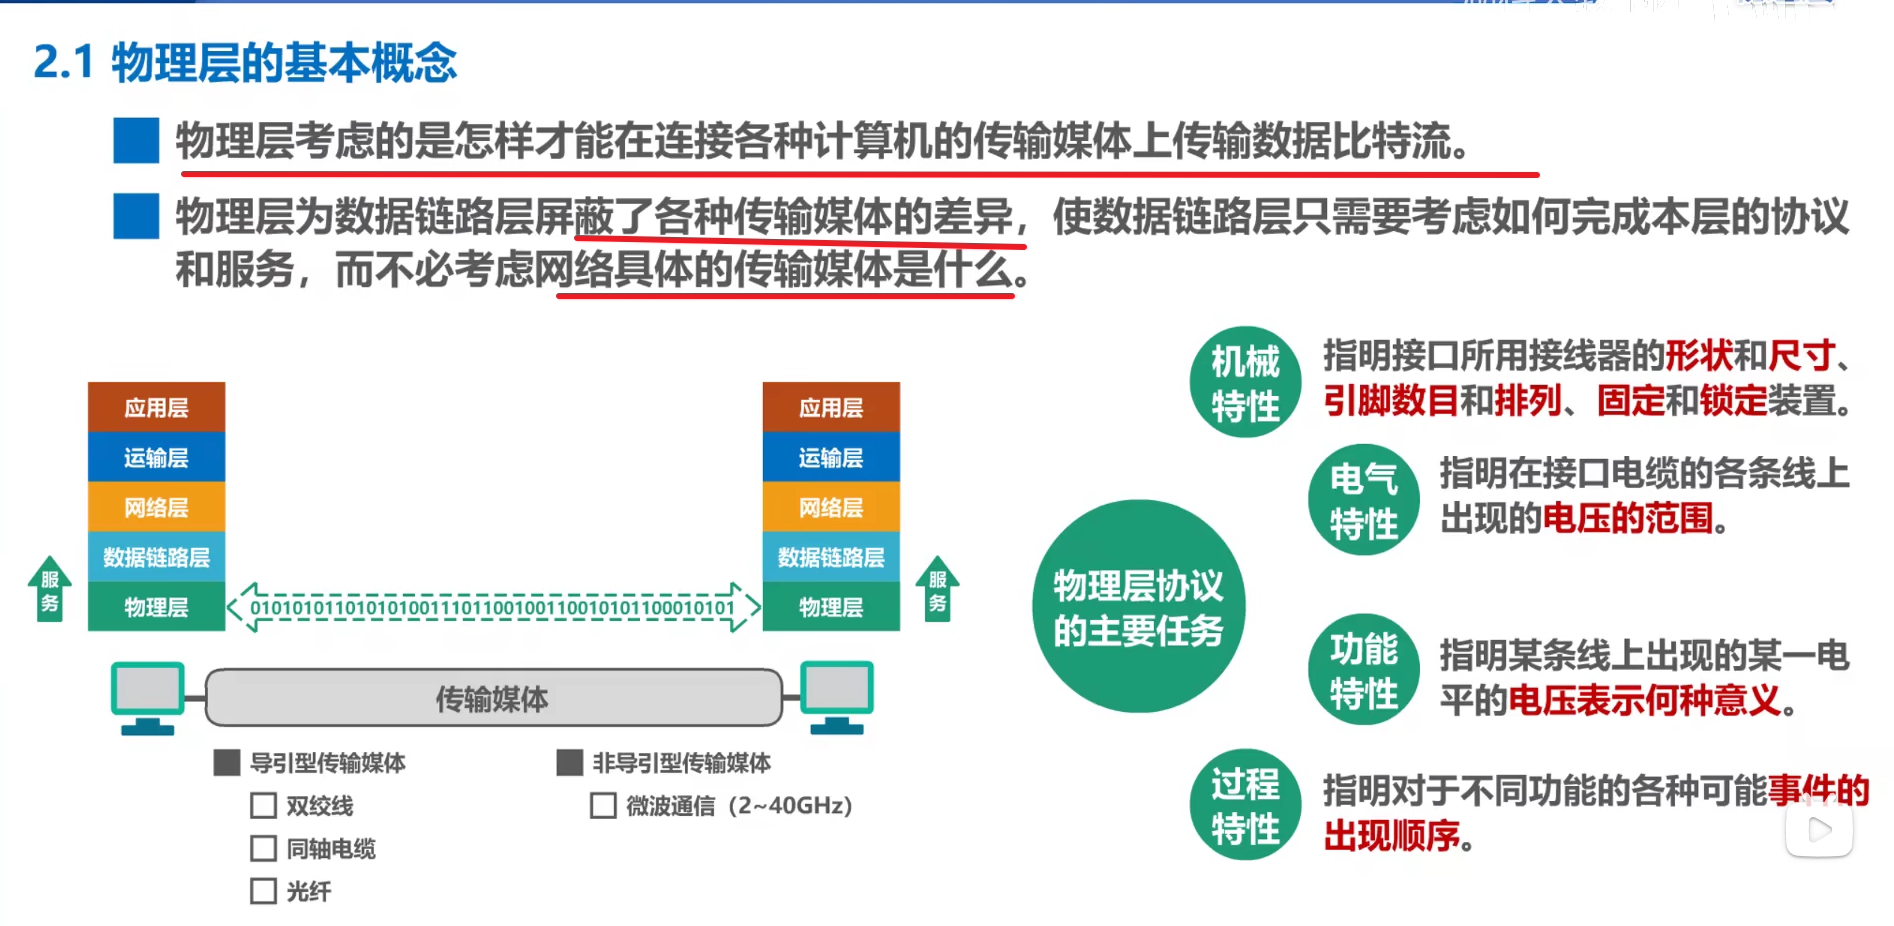 2.1 物理层的基本概念
物理层考虑的是怎样才能在连接各种计算机的传输媒体上传输数据比特流。
物理层为数据链路层屏蔽了各种传输媒体的差异，使数据链路层只需要考虑如何完成本层的协议
和服务，而不必考虑网络具体的传输媒体是什么。
应用层
运输层
网络层
数据链路层
物理层
服
务
0101010110101010011101100100110010101100010101
应用层
运输层
网络层
数据链路层
物理层
服
务
传输媒体
导引型传输媒体
双绞线
同轴电缆
光纤
非导引型传输媒体
微波通信（2~40GHz）
物理层协议
的主要任务
机械
特性
指明接口所用接线器的形状和尺寸、
引脚数目和排列、固定和锁定装置。
电气
特性
指明在接口电缆的各条线上
出现的电压的范围。
功能
特性
指明某条线上出现的某一电
平的电压表示何种意义。
过程
特性
指明对于不同功能的各种可能事件的
出现顺序。